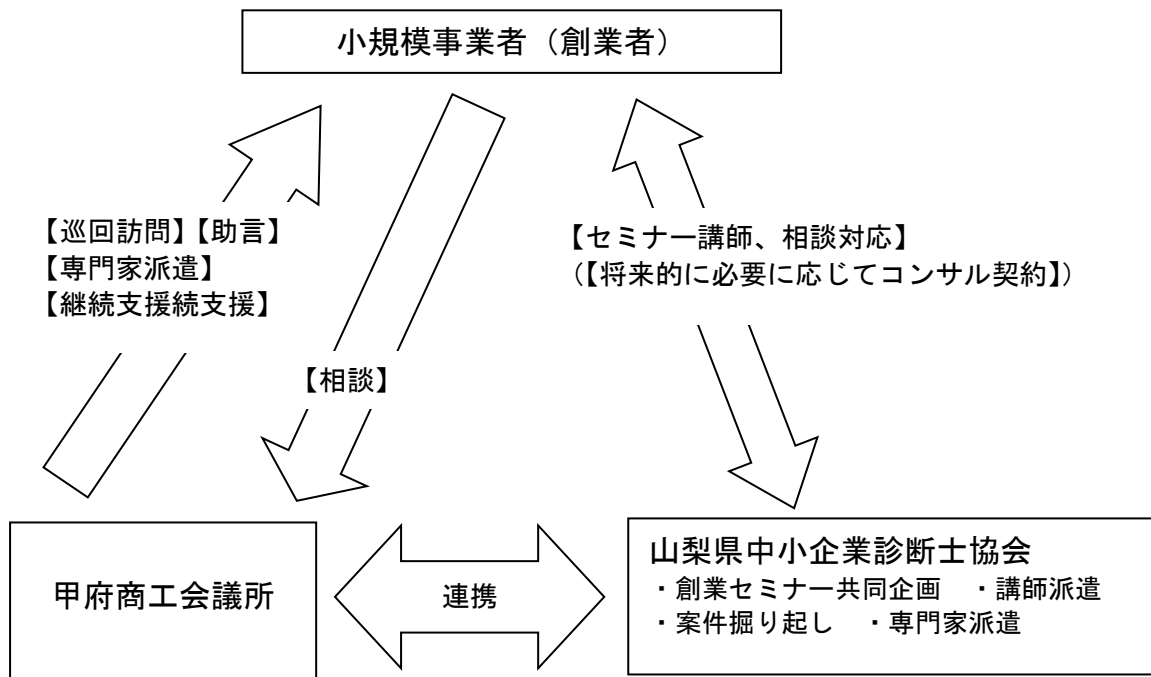 小規模事業者（創業者）
【巡回訪問】【助言】
【専門家派遣】
【継続支援続支援】
【セミナー講師、相談対応】
（【将来的に必要に応じてコンサル契約】）
【相談】
甲府商工会議所
連携
山梨県中小企業診断士協会
・創業セミナー共同企画　・講師派遣
・案件掘り起し　・専門家派遣